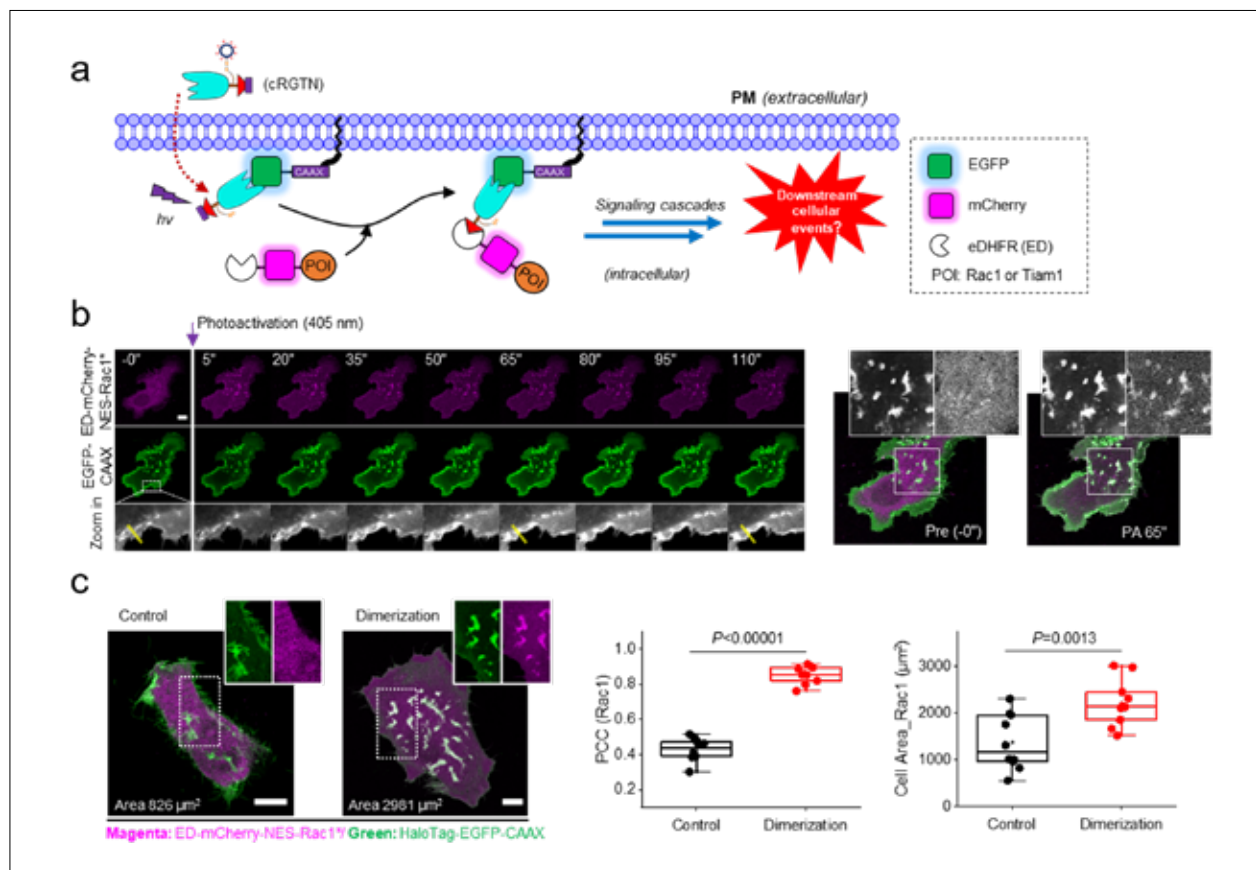 a
(cRGTN)
PM (extracellular)
CAAX
CAAX
hv
POI
POI
Signaling cascades
(intracellular)
Downstream
cellular
events?
EGFP
mCherry
eDHFR (ED)
POI: Rac1 or Tiam1
b
Photoactivation (405 nm)
ED-mCherry-
NES-Rac1*
-0" 5" 20" 35" 50" 65" 80" 95" 110"
EGFP-
CAAX
Zoom in
Pre (-0")
PA 65"
c
Control
Dimerization
Area 826 µm²
Area 2981 µm²
Magenta: ED-mCherry-NES-Rac1*/ Green: HaloTag-EGFP-CAAX
P<0.00001
PCC (Rac1)
1.0
0.8
0.6
0.4
0.2
Control
Dimerization
P=0.0013
Cell Area_Rac1 (µm²)
3000
2000
1000
0
Control
Dimerization